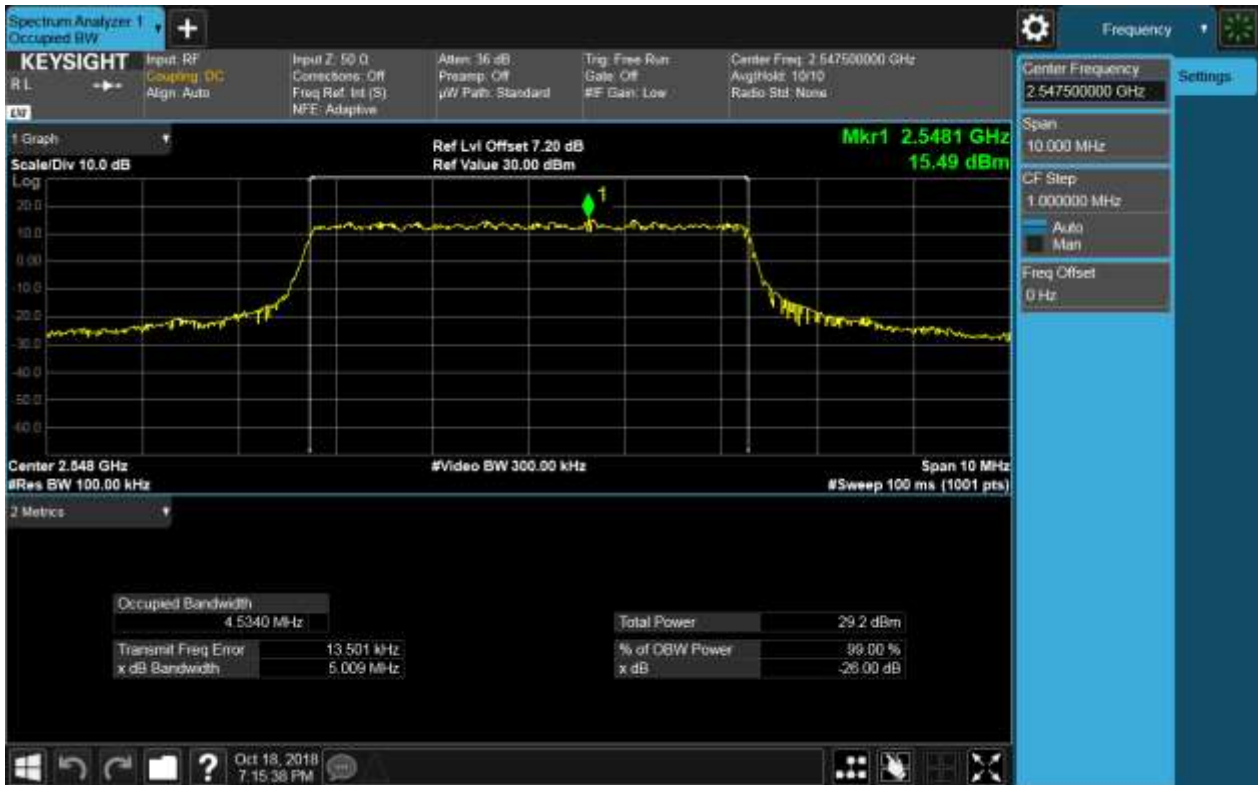 Spectrum Analyzer 1
Occupied BW
Frequency
KEYSIGHT
R L
Input: RF
Coupling: DC
Align: Auto
Input Z: 50 Ω
Corrections: Off
Freq Ref: Int (S)
NFE: Adaptive
Atten: 36 dB
Preamp: Off
µW Path: Standard
Trig: Free Run
Gate: Off
#IF Gain: Low
Center Freq: 2.547500000 GHz
Avg|Hold: 10/10
Radio Std: None
Center Frequency
2.547500000 GHz
Settings
Span
10.000 MHz
CF Step
1.000000 MHz
Auto
Man
Freq Offset
0 Hz
1 Graph
Scale/Div 10.0 dB
Ref Lvl Offset 7.20 dB
Ref Value 30.00 dBm
Mkr1 2.5481 GHz
15.49 dBm
Log
20.0
10.0
0.00
-10.0
-20.0
-30.0
-40.0
-50.0
-60.0
1
Center 2.548 GHz
#Res BW 100.00 kHz
#Video BW 300.00 kHz
Span 10 MHz
#Sweep 100 ms (1001 pts)
2 Metrics
Occupied Bandwidth
4.5340 MHz
Transmit Freq Error 13.501 kHz
x dB Bandwidth 5.009 MHz
Total Power 29.2 dBm
% of OBW Power 99.00 %
x dB -26.00 dB
Oct 18, 2018
7:15:38 PM